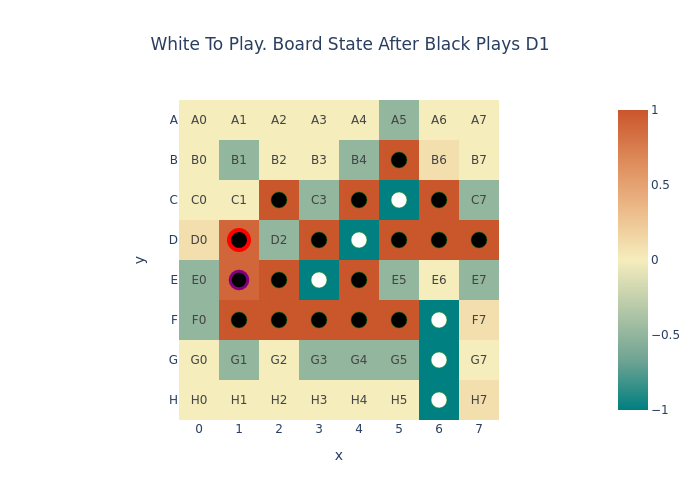 White To Play. Board State After Black Plays D1
A A0 A1 A2 A3 A4 A5 A6 A7
B B0 B1 B2 B3 B4 B6 B7
C C0 C1 C3 C7
D D0 D2
E E0 E5 E6 E7
F F0 F7
G G0 G1 G2 G3 G4 G5 G7
H H0 H1 H2 H3 H4 H5 H7
0 1 2 3 4 5 6 7
x
y
1
0.5
0
−0.5
−1